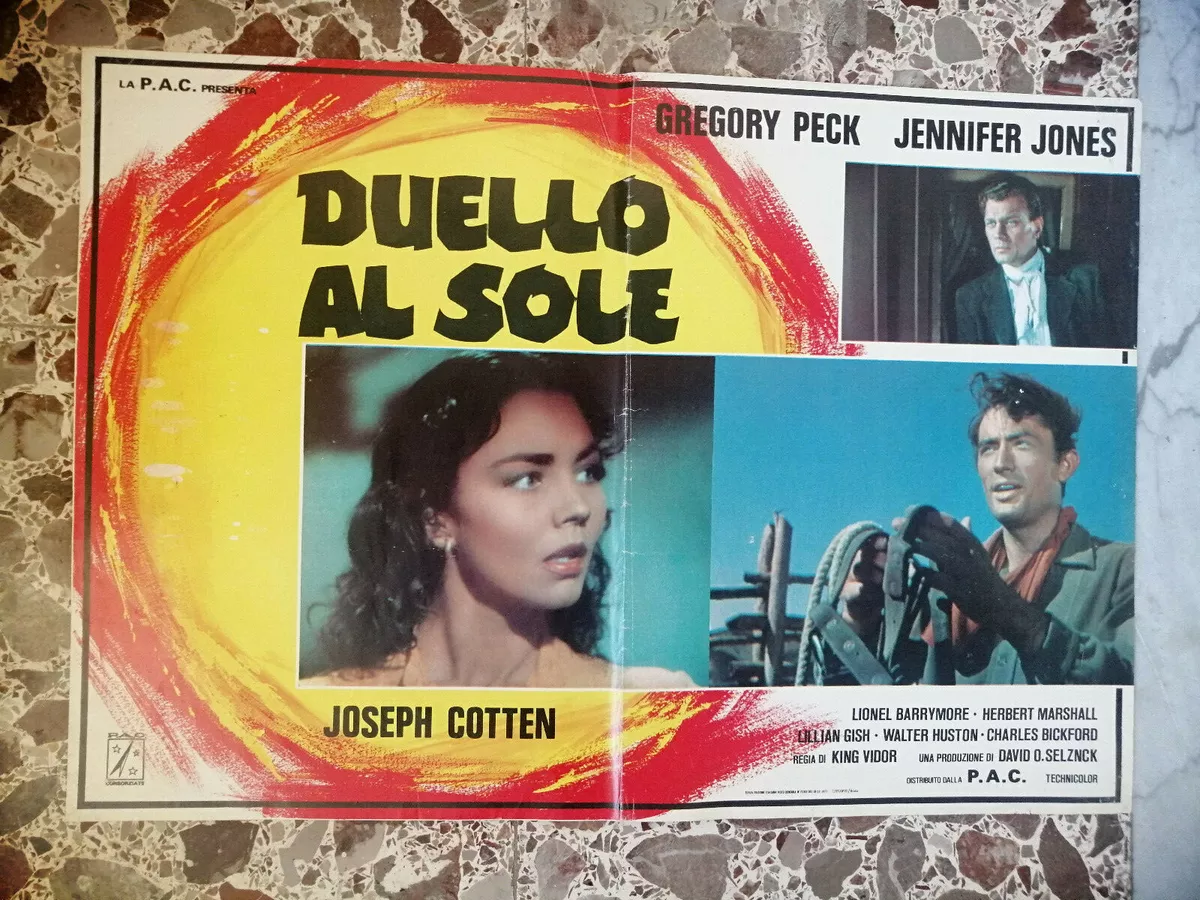 LA P.A.C. PRESENTA
GREGORY PECK JENNIFER JONES
DUELLO
AL SOLE
JOSEPH COTTEN
LIONEL BARRYMORE · HERBERT MARSHALL
LILLIAN GISH · WALTER HUSTON · CHARLES BICKFORD
REGIA DI KING VIDOR UNA PRODUZIONE DI DAVID O. SELZNCK
DISTRIBUITO DALLA P.A.C. TECHNICOLOR
P.A.C
CONSORZIATE